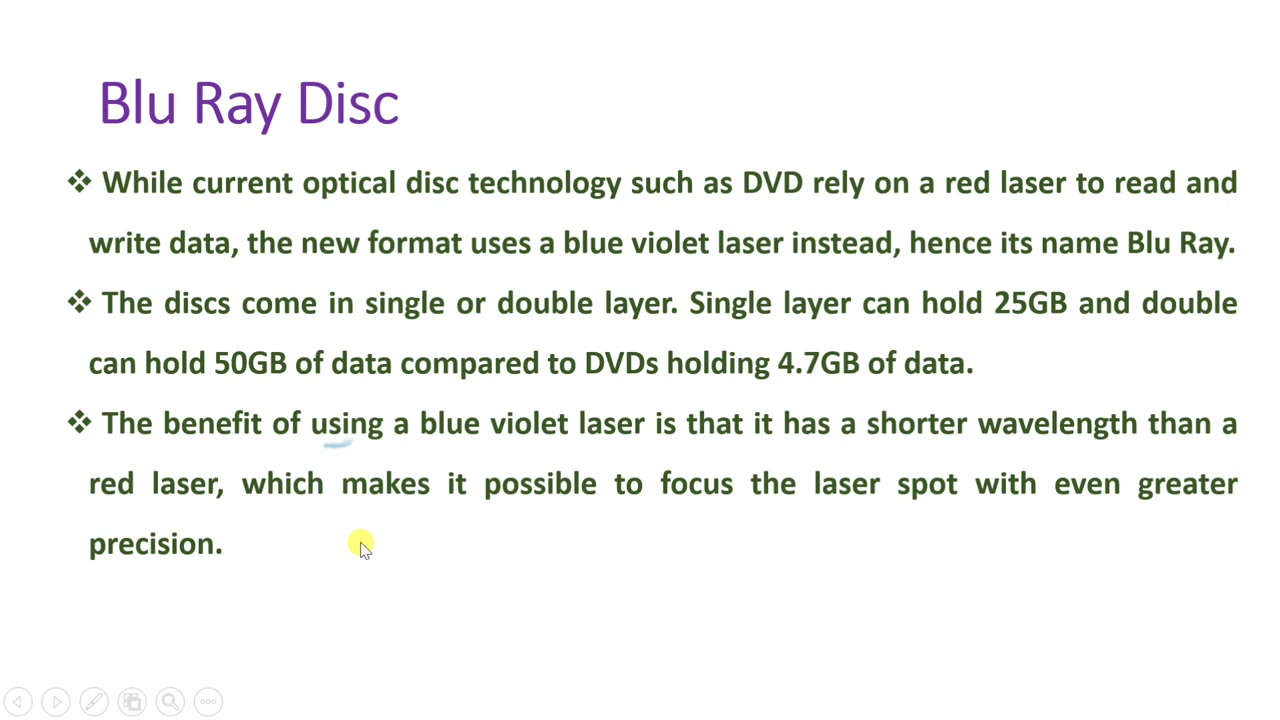 Blu Ray Disc
❖ While current optical disc technology such as DVD rely on a red laser to read and
write data, the new format uses a blue violet laser instead, hence its name Blu Ray.
❖ The discs come in single or double layer. Single layer can hold 25GB and double
can hold 50GB of data compared to DVDs holding 4.7GB of data.
❖ The benefit of using a blue violet laser is that it has a shorter wavelength than a
red laser, which makes it possible to focus the laser spot with even greater
precision.